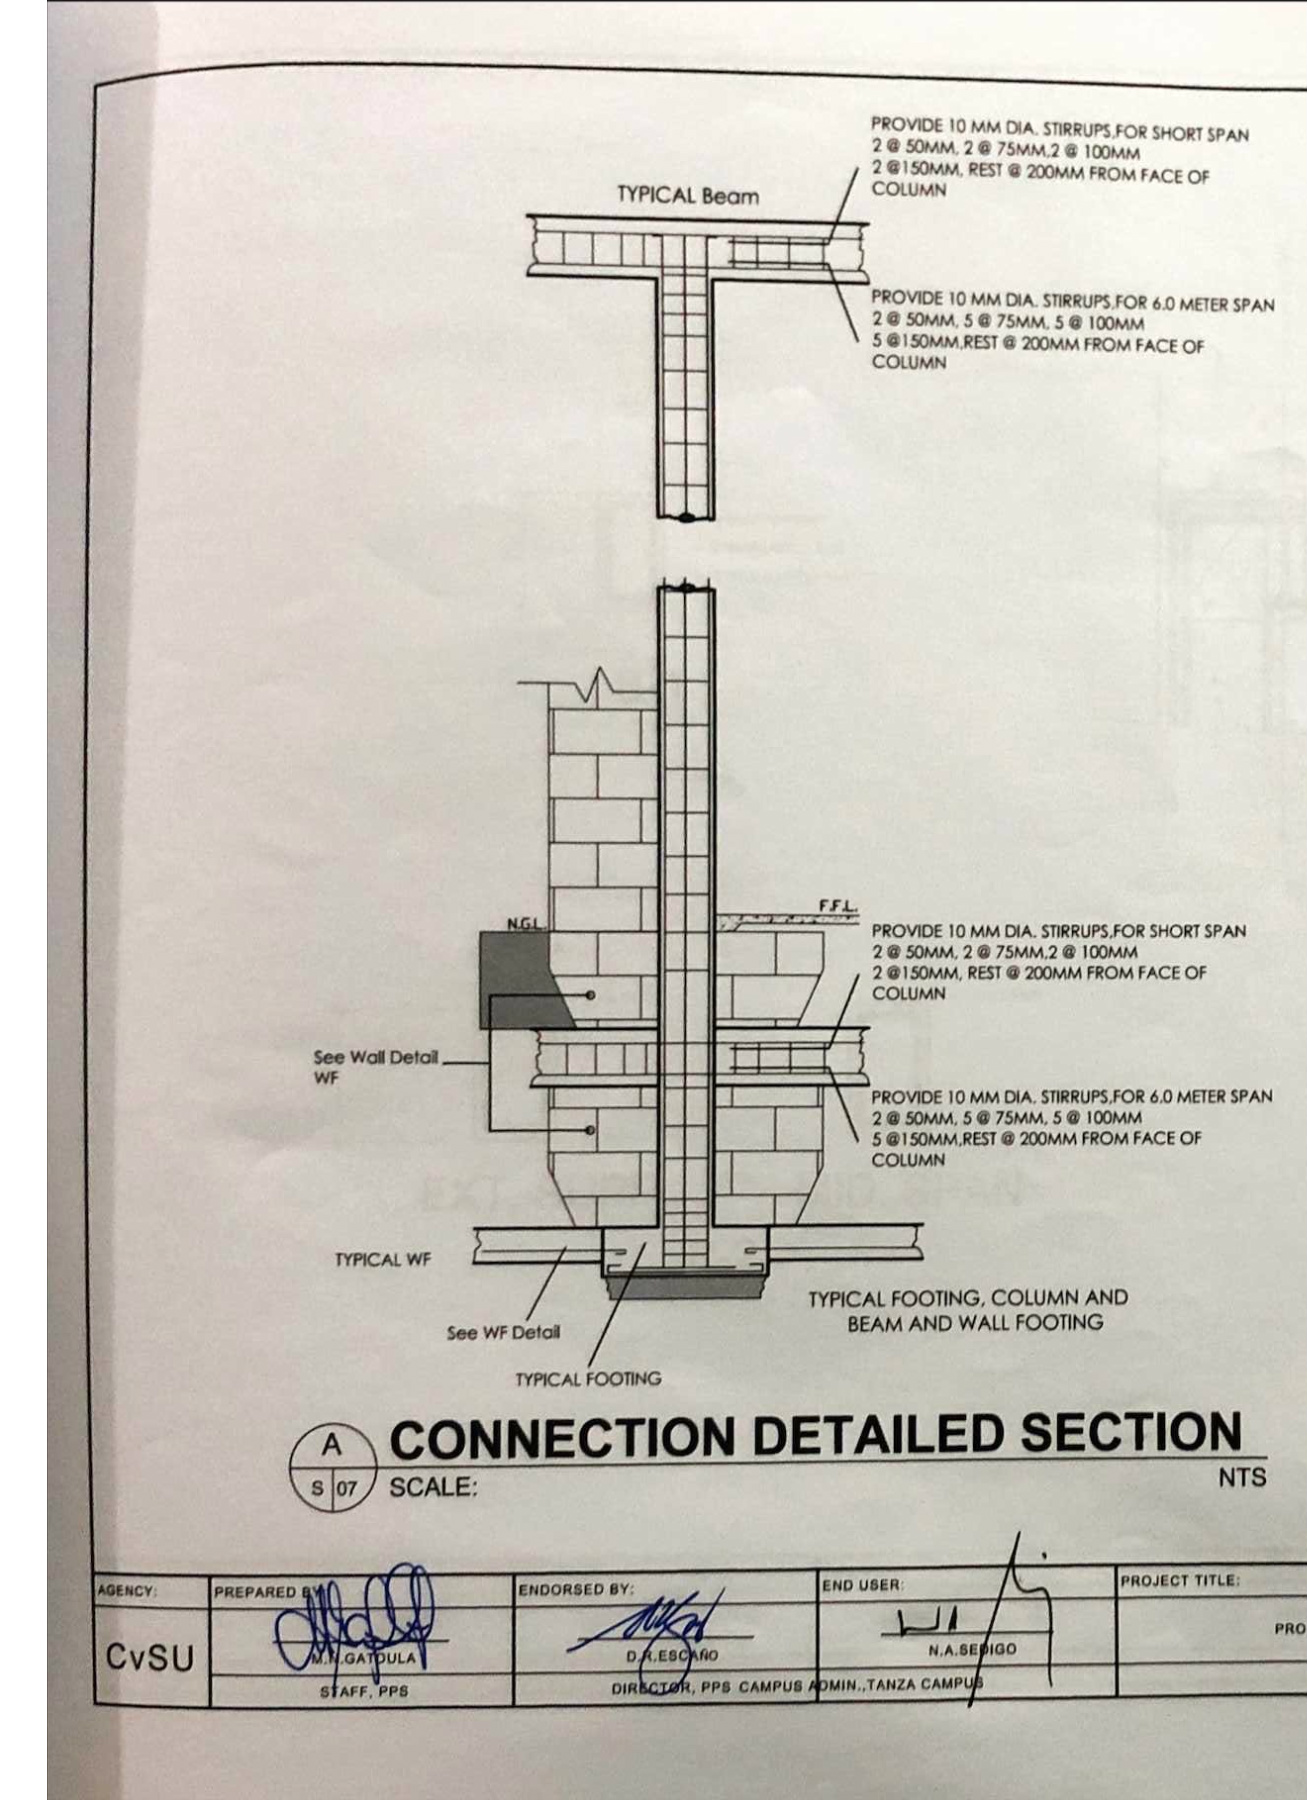 PROVIDE 10 MM DIA. STIRRUPS,FOR SHORT SPAN
2 @ 50MM, 2 @ 75MM,2 @ 100MM
2 @150MM, REST @ 200MM FROM FACE OF
COLUMN
TYPICAL Beam
PROVIDE 10 MM DIA. STIRRUPS,FOR 6.0 METER SPAN
2 @ 50MM, 5 @ 75MM, 5 @ 100MM
5 @150MM,REST @ 200MM FROM FACE OF
COLUMN
F.F.L.
N.G.L.
PROVIDE 10 MM DIA. STIRRUPS,FOR SHORT SPAN
2 @ 50MM, 2 @ 75MM,2 @ 100MM
2 @150MM, REST @ 200MM FROM FACE OF
COLUMN
See Wall Detail
WF
PROVIDE 10 MM DIA. STIRRUPS,FOR 6.0 METER SPAN
2 @ 50MM, 5 @ 75MM, 5 @ 100MM
5 @150MM,REST @ 200MM FROM FACE OF
COLUMN
TYPICAL WF
TYPICAL FOOTING, COLUMN AND
BEAM AND WALL FOOTING
See WF Detail
TYPICAL FOOTING
A
S 07
CONNECTION DETAILED SECTION
SCALE:
NTS
AGENCY:
CvSU
PREPARED BY
GATDULA
STAFF, PPS
ENDORSED BY:
D.R.ESCAÑO
DIRECTOR, PPS
END USER:
N.A.SEDIGO
CAMPUS ADMIN.,TANZA CAMPUS
PROJECT TITLE:
PRO